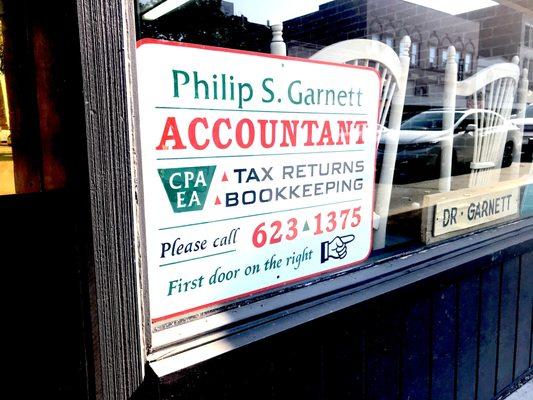 Philip S. Garnett
ACCOUNTANT
CPA
EA
TAX RETURNS
BOOKKEEPING
Please call 623 1375
First door on the right
DR · GARNETT